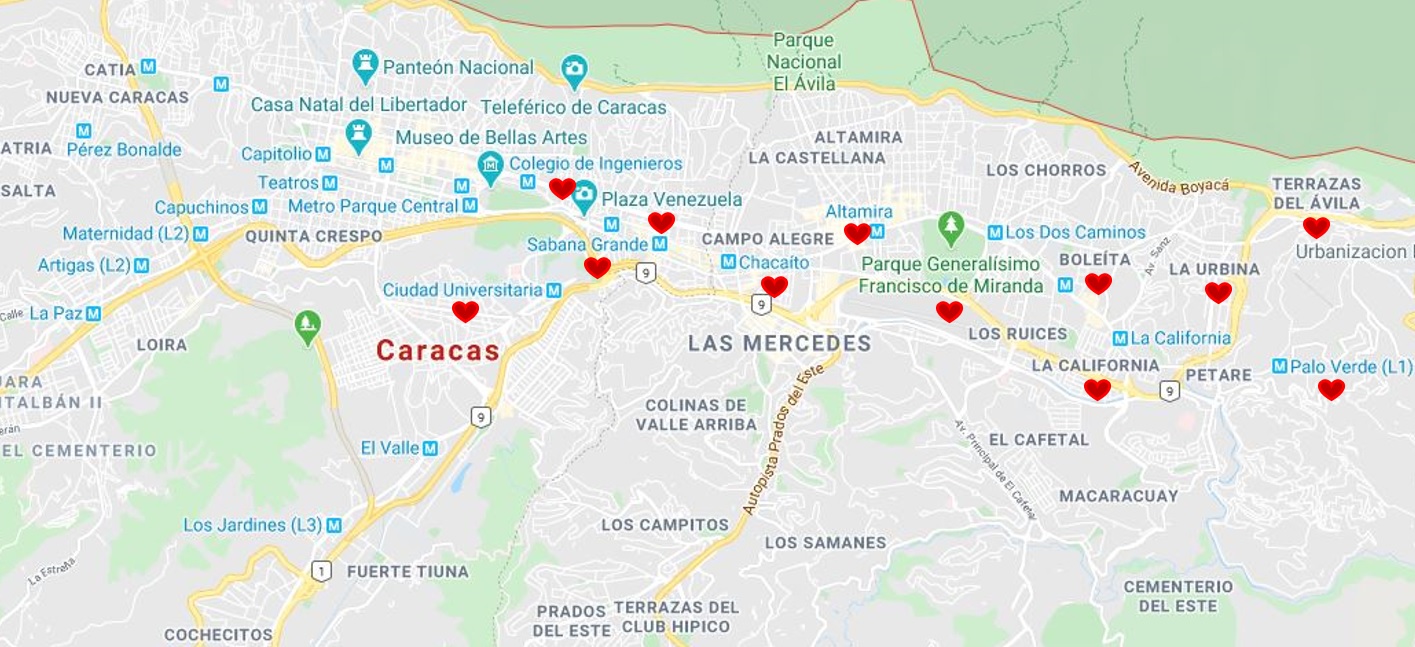 Parque
Nacional
El Ávila
Panteón Nacional
CATIA
NUEVA CARACAS
Casa Natal del Libertador
Teleférico de Caracas
Museo de Bellas Artes
ALTAMIRA
LA CASTELLANA
ATRIA
Pérez Bonalde
Capitolio
Colegio de Ingenieros
LOS CHORROS
Avenida Boyacá
SALTA
Teatros
TERRAZAS
DEL ÁVILA
Capuchinos
Metro Parque Central
Plaza Venezuela
Altamira
Maternidad (L2)
QUINTA CRESPO
Sabana Grande
CAMPO ALEGRE
Los Dos Caminos
Urbanizacion
Artigas (L2)
Chacaíto
Parque Generalísimo
Francisco de Miranda
BOLEÍTA
Av. Sanz
LA URBINA
9
Ciudad Universitaria
9
Calle
La Paz
LOIRA
Caracas
LAS MERCEDES
LOS RUICES
La California
LA CALIFORNIA
PETARE
Palo Verde (L1)
JARA
ITALBÁN II
9
9
COLINAS DE
VALLE ARRIBA
Autopista Prados del Este
Av. Principal de El Cafetal
EL CAFETAL
EL CEMENTERIO
El Valle
MACARACUAY
Los Jardines (L3)
LOS CAMPITOS
LOS SAMANES
La Estrella
1
FUERTE TIUNA
CEMENTERIO
DEL ESTE
PRADOS
DEL ESTE
TERRAZAS DEL
CLUB HIPICO
COCHECITOS